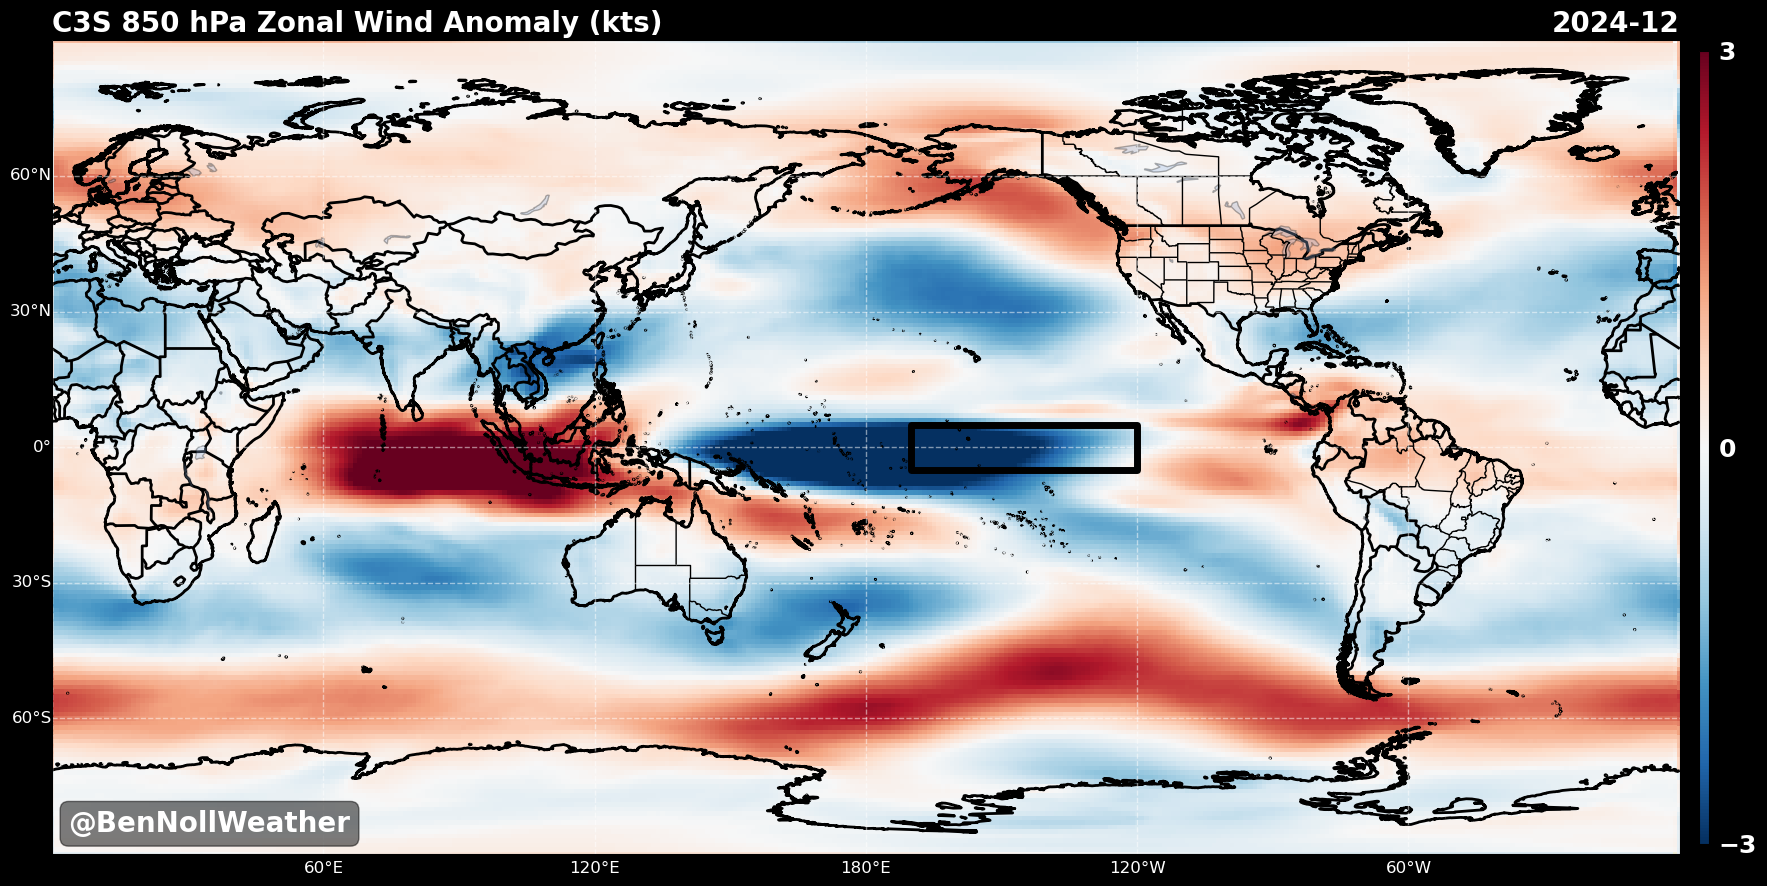 C3S 850 hPa Zonal Wind Anomaly (kts)
2024-12
3
0
−3
60°N
30°N
0°
30°S
60°S
60°E
120°E
180°E
120°W
60°W
@BenNollWeather